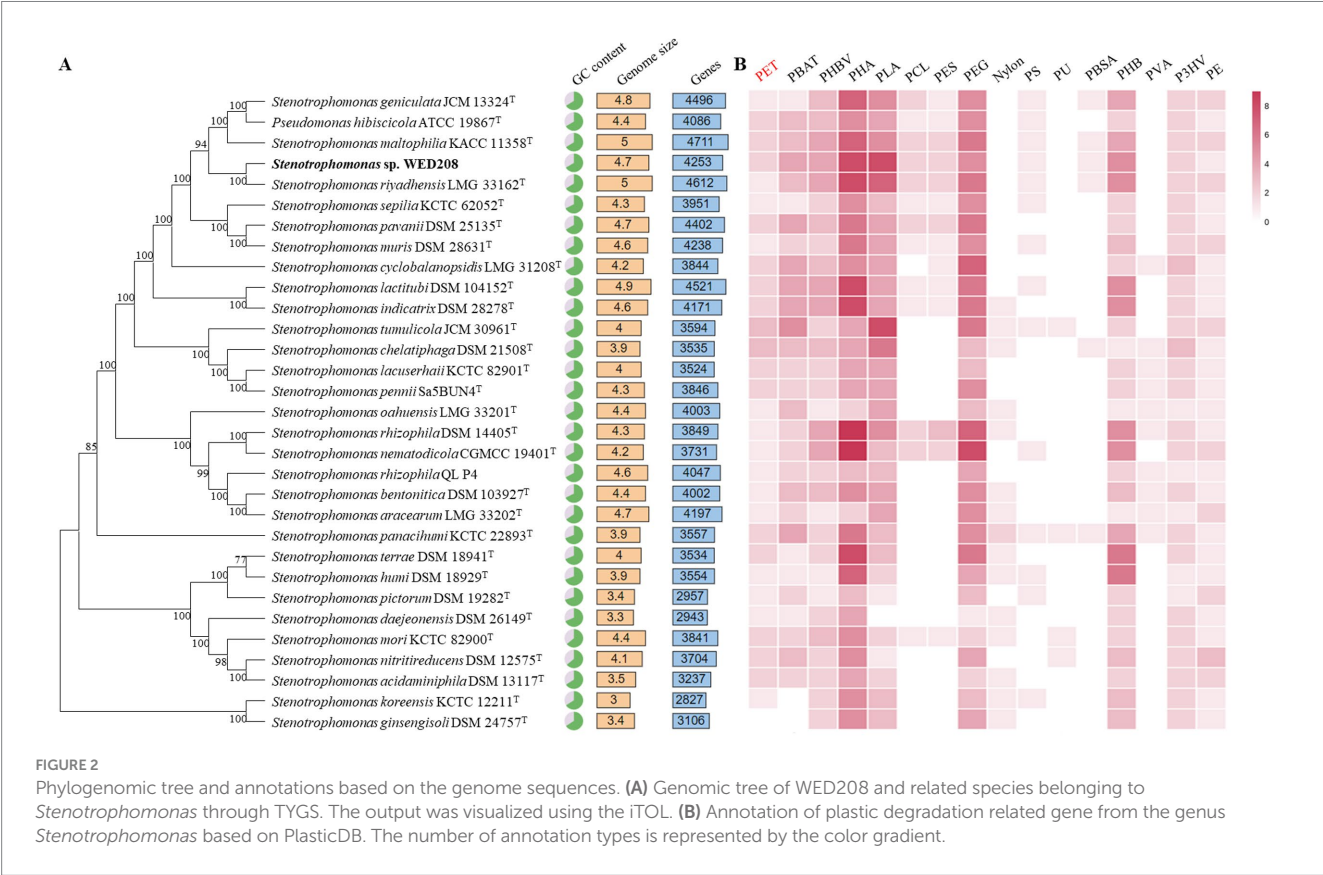 A
GC content
Genome size
Genes
B
PET
PBAT
PHBV
PHA
PLA
PCL
PES
PEG
Nylon
PS
PU
PBSA
PHB
PVA
P3HV
PE
Stenotrophomonas geniculata JCM 13324T 4.8 4496
Pseudomonas hibiscicola ATCC 19867T 4.4 4086
Stenotrophomonas maltophilia KACC 11358T 5 4711
Stenotrophomonas sp. WED208 4.7 4253
Stenotrophomonas riyadhensis LMG 33162T 5 4612
Stenotrophomonas sepilia KCTC 62052T 4.3 3951
Stenotrophomonas pavanii DSM 25135T 4.7 4402
Stenotrophomonas muris DSM 28631T 4.6 4238
Stenotrophomonas cyclobalanopsidis LMG 31208T 4.2 3844
Stenotrophomonas lactitubi DSM 104152T 4.9 4521
Stenotrophomonas indicatrix DSM 28278T 4.6 4171
Stenotrophomonas tumulicola JCM 30961T 4 3594
Stenotrophomonas chelatiphaga DSM 21508T 3.9 3535
Stenotrophomonas lacuserhaii KCTC 82901T 4 3524
Stenotrophomonas pennii Sa5BUN4T 4.3 3846
Stenotrophomonas oahuensis LMG 33201T 4.4 4003
Stenotrophomonas rhizophila DSM 14405T 4.3 3849
Stenotrophomonas nematodicola CGMCC 19401T 4.2 3731
Stenotrophomonas rhizophila QL P4 4.6 4047
Stenotrophomonas bentonitica DSM 103927T 4.4 4002
Stenotrophomonas aracearum LMG 33202T 4.7 4197
Stenotrophomonas panacihumi KCTC 22893T 3.9 3557
Stenotrophomonas terrae DSM 18941T 4 3534
Stenotrophomonas humi DSM 18929T 3.9 3554
Stenotrophomonas pictorum DSM 19282T 3.4 2957
Stenotrophomonas daejeonensis DSM 26149T 3.3 2943
Stenotrophomonas mori KCTC 82900T 4.4 3841
Stenotrophomonas nitritireducens DSM 12575T 4.1 3704
Stenotrophomonas acidaminiphila DSM 13117T 3.5 3237
Stenotrophomonas koreensis KCTC 12211T 3 2827
Stenotrophomonas ginsengisoli DSM 24757T 3.4 3106
100
100
94
100
100
100
100
100
100
100
100
100
100
100
100
85
100
100
99
100
100
77
100
100
100
98
100
100
8
6
4
2
0
FIGURE 2
Phylogenomic tree and annotations based on the genome sequences. (A) Genomic tree of WED208 and related species belonging to
Stenotrophomonas through TYGS. The output was visualized using the iTOL. (B) Annotation of plastic degradation related gene from the genus
Stenotrophomonas based on PlasticDB. The number of annotation types is represented by the color gradient.